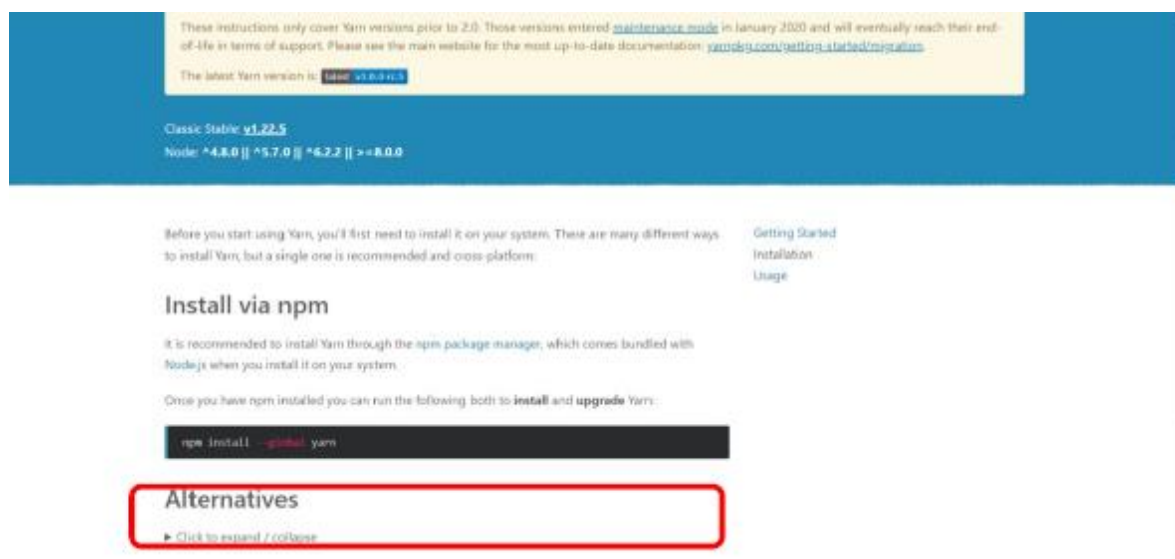 These instructions only cover Yarn versions prior to 2.0. Those versions entered maintenance mode in January 2020 and will eventually reach their end-
of-life in terms of support. Please see the main website for the most up-to-date documentation: yarnpkg.com/getting-started/migration.
The latest Yarn version is: latest
Classic Stable: v1.22.5
Node: ^4.8.0 || ^5.7.0 || ^6.2.2 || >=8.0.0
Before you start using Yarn, you'll first need to install it on your system. There are many different ways
Getting Started
to install Yarn, but a single one is recommended and cross-platform:
Installation
Usage
Install via npm
It is recommended to install Yarn through the npm package manager, which comes bundled with
Node.js when you install it on your system.
Once you have npm installed you can run the following both to install and upgrade Yarn:
npm install --global yarn
Alternatives
▶ Click to expand / collapse